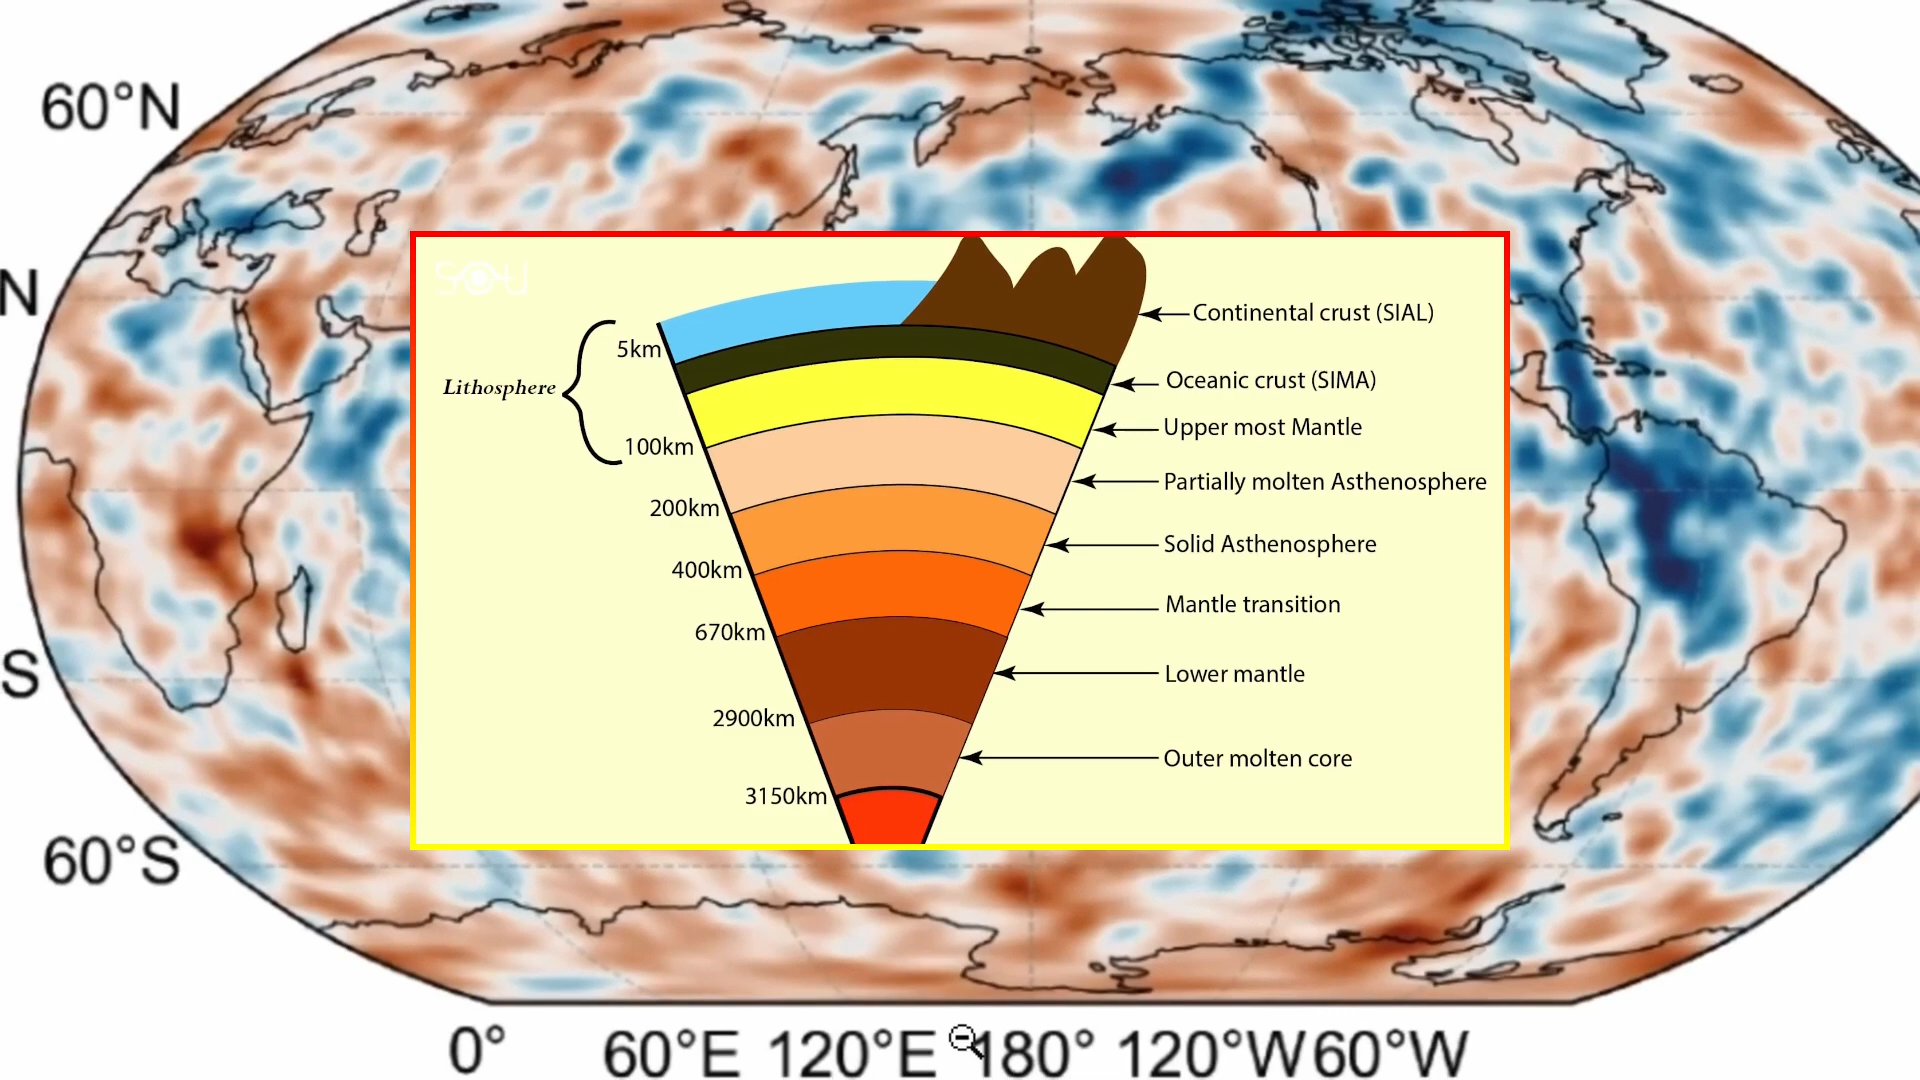 60°N
N
S
60°S
0° 60°E 120°E 180° 120°W 60°W
SOU
Lithosphere
5km
100km
200km
400km
670km
2900km
3150km
Continental crust (SIAL)
Oceanic crust (SIMA)
Upper most Mantle
Partially molten Asthenosphere
Solid Asthenosphere
Mantle transition
Lower mantle
Outer molten core